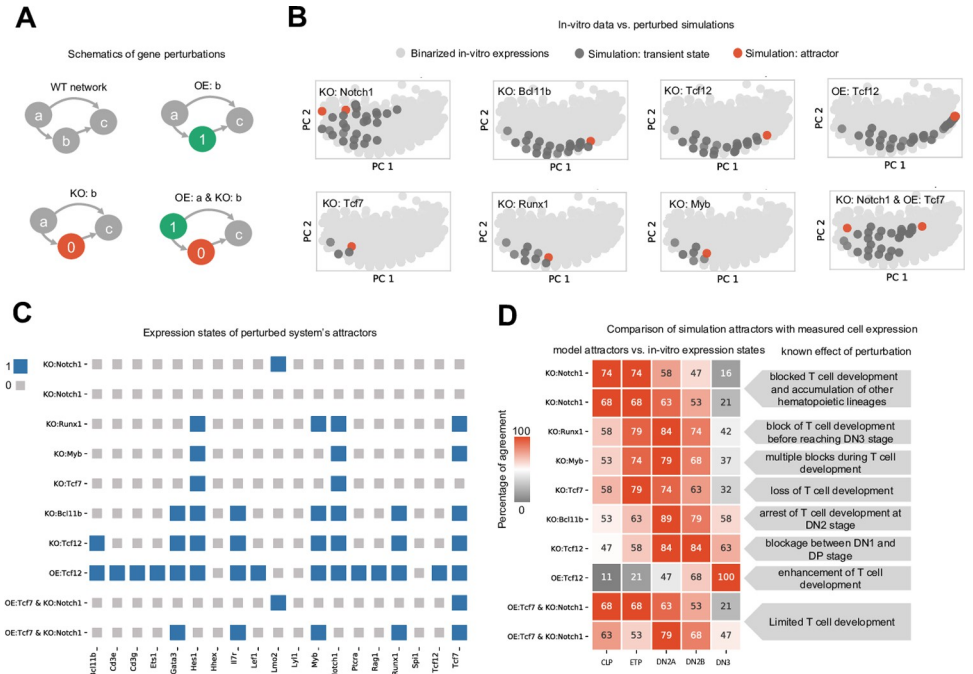 A
Schematics of gene perturbations
WT network
a
b
c
OE: b
a
1
c
KO: b
a
0
c
OE: a & KO: b
1
0
c
B
In-vitro data vs. perturbed simulations
Binarized in-vitro expressions
Simulation: transient state
Simulation: attractor
KO: Notch1
PC 2
PC 1
KO: Bcl11b
PC 2
PC 1
KO: Tcf12
PC 2
PC 1
OE: Tcf12
PC 2
PC 1
KO: Tcf7
PC 2
PC 1
KO: Runx1
PC 2
PC 1
KO: Myb
PC 2
PC 1
KO: Notch1 & OE: Tcf7
PC 2
PC 1
C
Expression states of perturbed system's attractors
1
0
KO:Notch1
KO:Notch1
KO:Runx1
KO:Myb
KO:Tcf7
KO:Bcl11b
KO:Tcf12
OE:Tcf12
OE:Tcf7 & KO:Notch1
OE:Tcf7 & KO:Notch1
Cd3e
Cd3g
Ets1
Gata3
Hes1
Hhex
Il7r
Lef1
Lmo2
Lyl1
Myb
Ptcra
Rag1
Spi1
Tcf12
Tcf7
D
Comparison of simulation attractors with measured cell expression
model attractors vs. in-vitro expression states
known effect of perturbation
Percentage of agreement
100
0
KO:Notch1 74 74 58 47 16
KO:Notch1 68 68 63 53 21
blocked T cell development
and accumulation of other
hematopoietic lineages
KO:Runx1 58 79 84 74 42
block of T cell development
before reaching DN3 stage
KO:Myb 53 74 79 68 37
multiple blocks during T cell
development
KO:Tcf7 58 79 74 63 32
loss of T cell development
KO:Bcl11b 53 63 89 79 58
arrest of T cell development at
DN2 stage
KO:Tcf12 47 58 84 84 63
blockage between DN1 and
DP stage
OE:Tcf12 11 21 47 68 100
enhancement of T cell
development
OE:Tcf7 & KO:Notch1 68 68 63 53 21
OE:Tcf7 & KO:Notch1 63 53 79 68 47
Limited T cell development
CLP ETP DN2A DN2B DN3